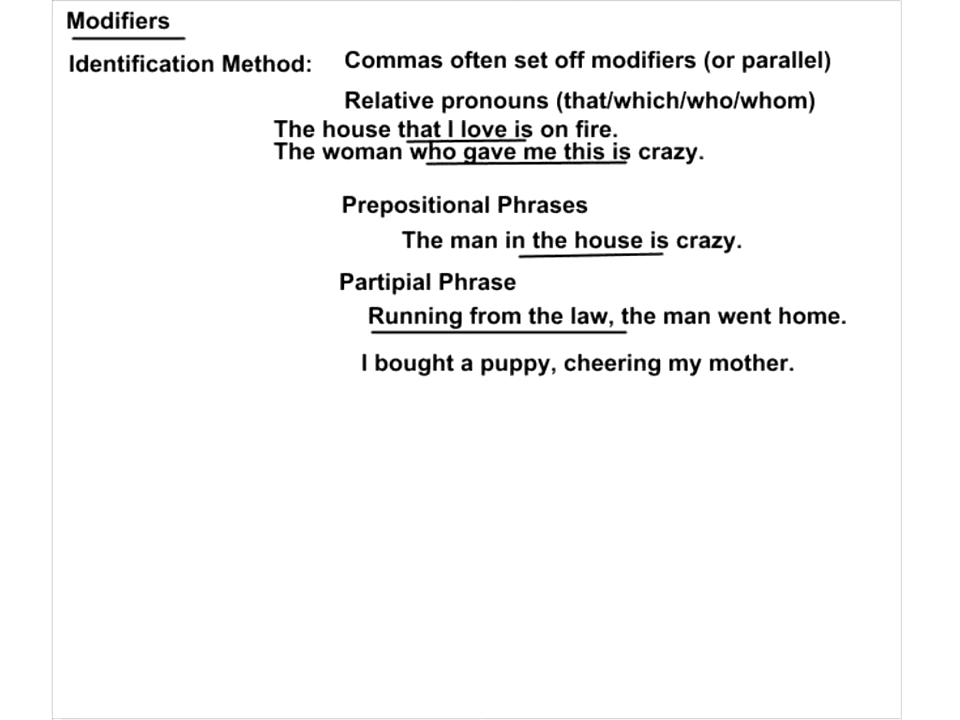 Modifiers
Identification Method: Commas often set off modifiers (or parallel)
Relative pronouns (that/which/who/whom)
The house that I love is on fire.
The woman who gave me this is crazy.
Prepositional Phrases
The man in the house is crazy.
Partipial Phrase
Running from the law, the man went home.
I bought a puppy, cheering my mother.